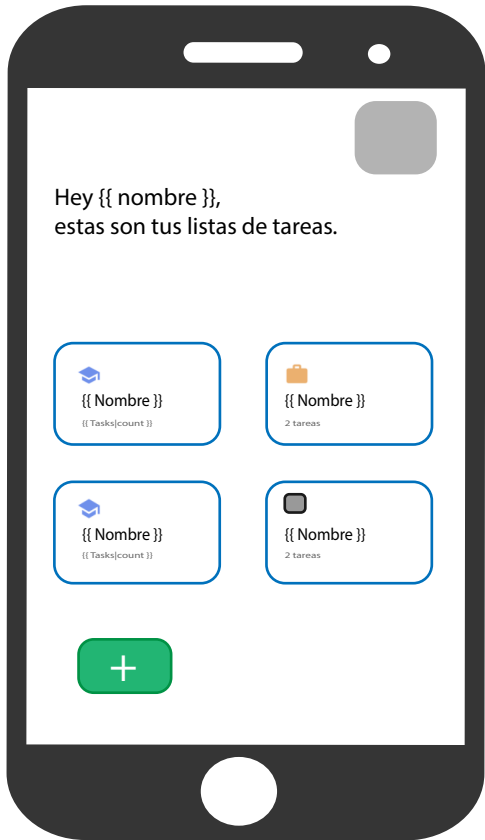 Hey {{ nombre }},
estas son tus listas de tareas.
{{ Nombre }}
{{ Tasks|count }}
{{ Nombre }}
2 tareas
{{ Nombre }}
{{ Tasks|count }}
{{ Nombre }}
2 tareas
+